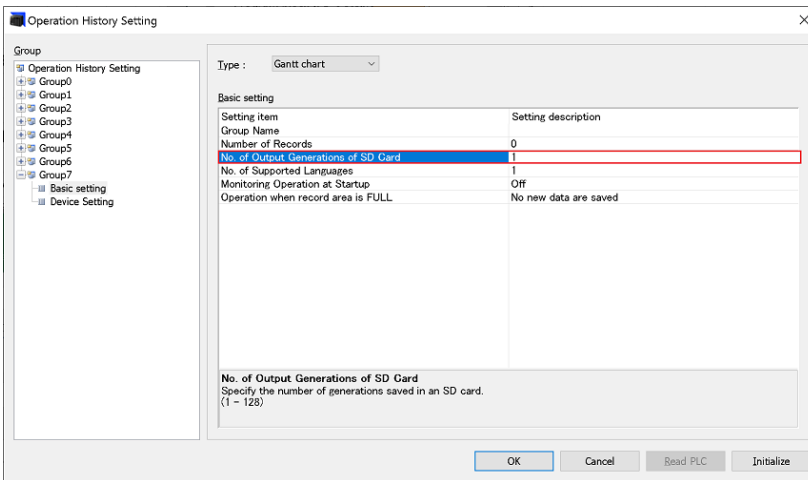 Operation History Setting
Group
Operation History Setting
Group0
Group1
Group2
Group3
Group4
Group5
Group6
Group7
Basic setting
Device Setting
Type : Gantt chart
Basic setting
Setting item Setting description
Group Name
Number of Records 0
No. of Output Generations of SD Card 1
No. of Supported Languages 1
Monitoring Operation at Startup Off
Operation when record area is FULL No new data are saved
No. of Output Generations of SD Card
Specify the number of generations saved in an SD card.
(1 - 128)
OK Cancel Read PLC Initialize